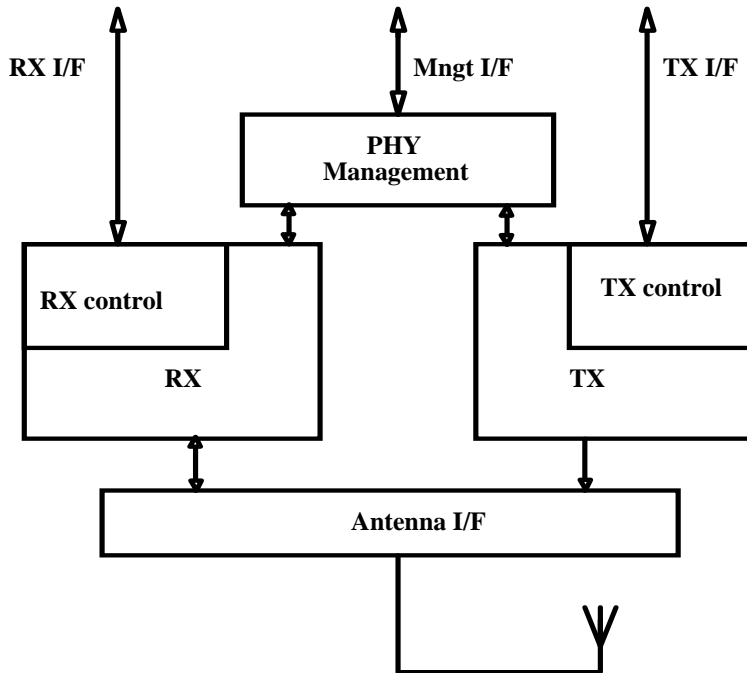 RX I/F
Mngt I/F
TX I/F
PHY
Management
RX control
TX control
RX
TX
Antenna I/F